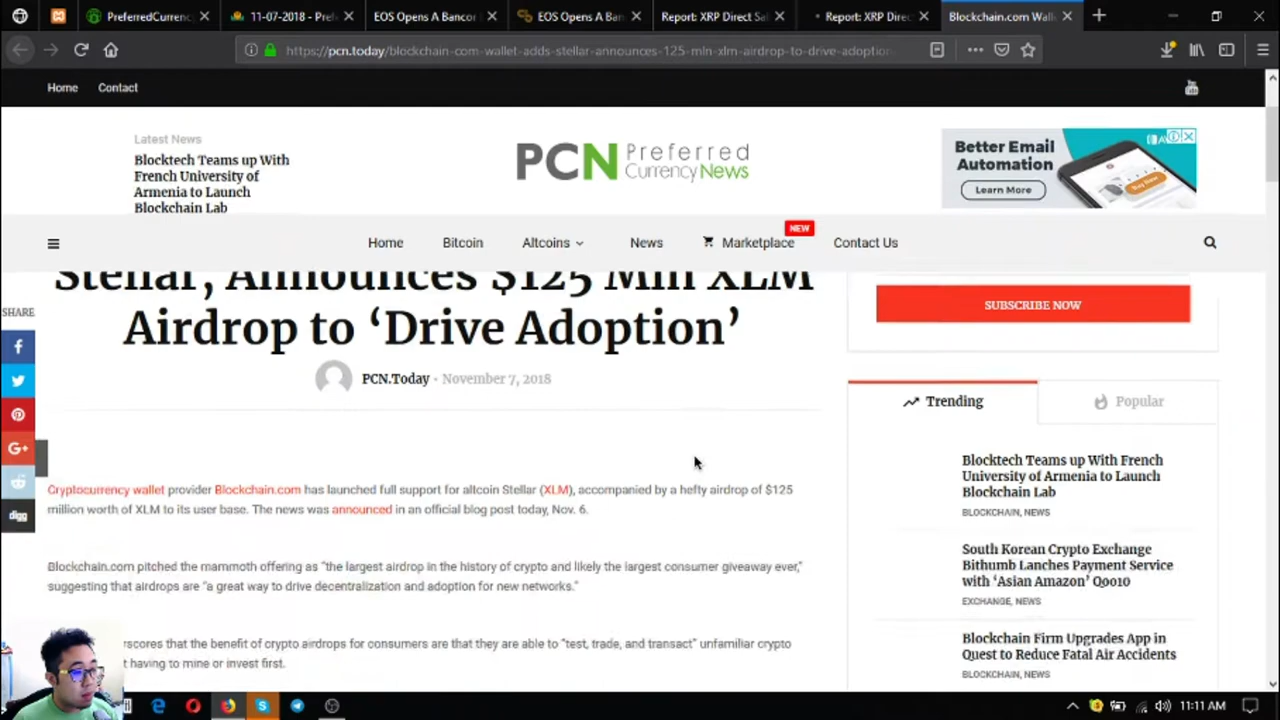 PreferredCurrenc
11-07-2018 - Pref
EOS Opens A Bancor
EOS Opens A Ban
Report: XRP Direct Sal
Report: XRP Direc
Blockchain.com Wall
https://pcn.today/blockchain-com-wallet-adds-stellar-announces-125-mln-xlm-airdrop-to-drive-adoption
Home
Contact
Latest News
Blocktech Teams up With
French University of
Armenia to Launch
Blockchain Lab
PCN Preferred
Currency News
Better Email
Automation
Learn More
Buy Now
NEW
Home
Bitcoin
Altcoins
News
Marketplace
Contact Us
Stellar, Announces $125 Mln XLM
Airdrop to ‘Drive Adoption’
PCN.Today - November 7, 2018
SHARE
digg
Cryptocurrency wallet provider Blockchain.com has launched full support for altcoin Stellar (XLM), accompanied by a hefty airdrop of $125
million worth of XLM to its user base. The news was announced in an official blog post today, Nov. 6.
Blockchain.com pitched the mammoth offering as “the largest airdrop in the history of crypto and likely the largest consumer giveaway ever,”
suggesting that airdrops are “a great way to drive decentralization and adoption for new networks.”
rscores that the benefit of crypto airdrops for consumers are that they are able to “test, trade, and transact” unfamiliar crypto
t having to mine or invest first.
SUBSCRIBE NOW
Trending
Popular
Blocktech Teams up With French
University of Armenia to Launch
Blockchain Lab
BLOCKCHAIN, NEWS
South Korean Crypto Exchange
Bithumb Lanches Payment Service
with ‘Asian Amazon’ Qoo10
EXCHANGE, NEWS
Blockchain Firm Upgrades App in
Quest to Reduce Fatal Air Accidents
BLOCKCHAIN, NEWS
11:11 AM